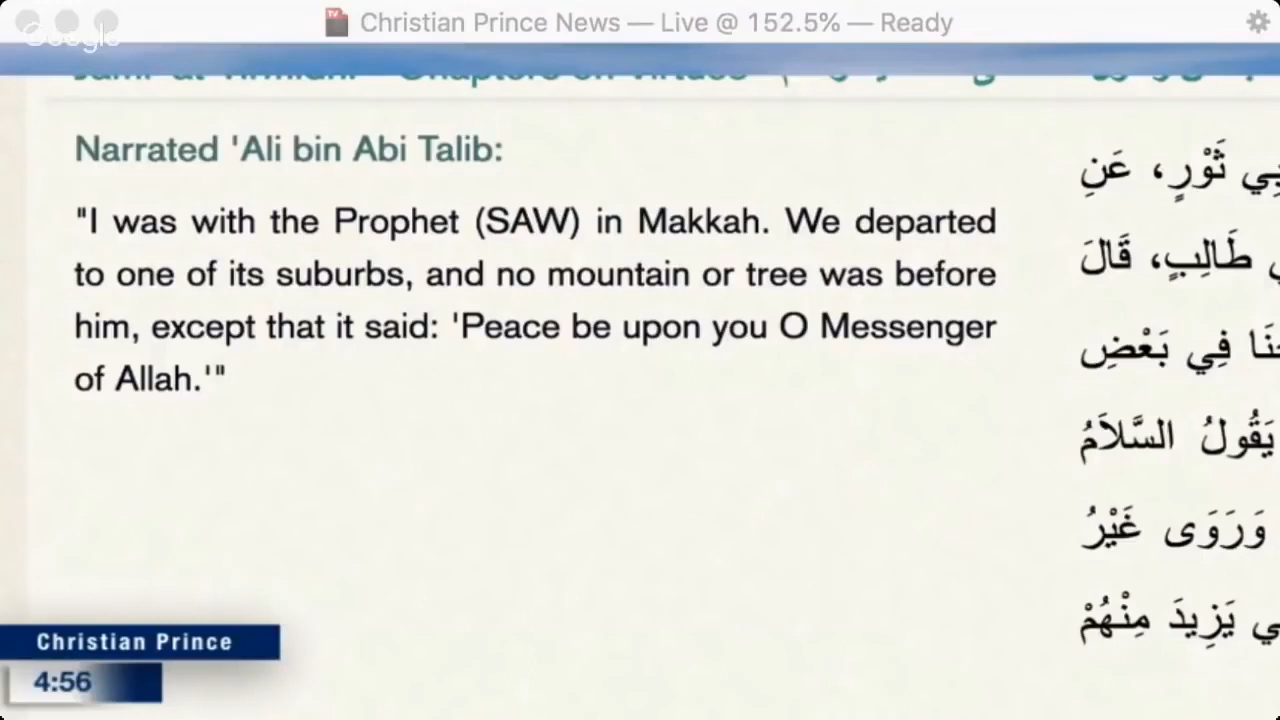 Christian Prince News — Live @ 152.5% — Ready
Google
Narrated 'Ali bin Abi Talib:
"I was with the Prophet (SAW) in Makkah. We departed
to one of its suburbs, and no mountain or tree was before
him, except that it said: 'Peace be upon you O Messenger
of Allah.'"
ثَوْرٍ، عَنِ
طَالِبٍ، قَالَ
فِي بَعْضِ
يَقُولُ السَّلاَمُ
وَرَوَى غَيْرُ
يَزِيدَ مِنْهُمْ
Christian Prince
4:56